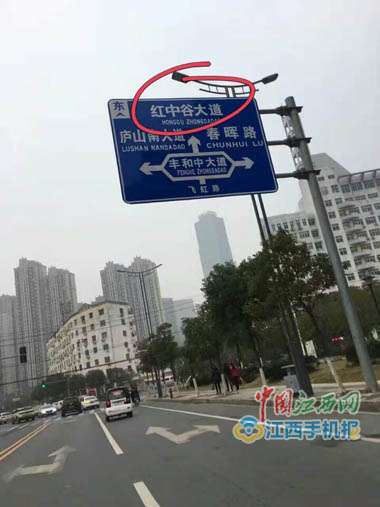 东
红中谷大道
HONGGU ZHONGDADAO
庐山南大道
春晖路
LUSHAN NANDADAO
CHUNHUI LU
丰和中大道
FENGHE ZHONGDADAO
飞虹路
中国江西网
江西手机报